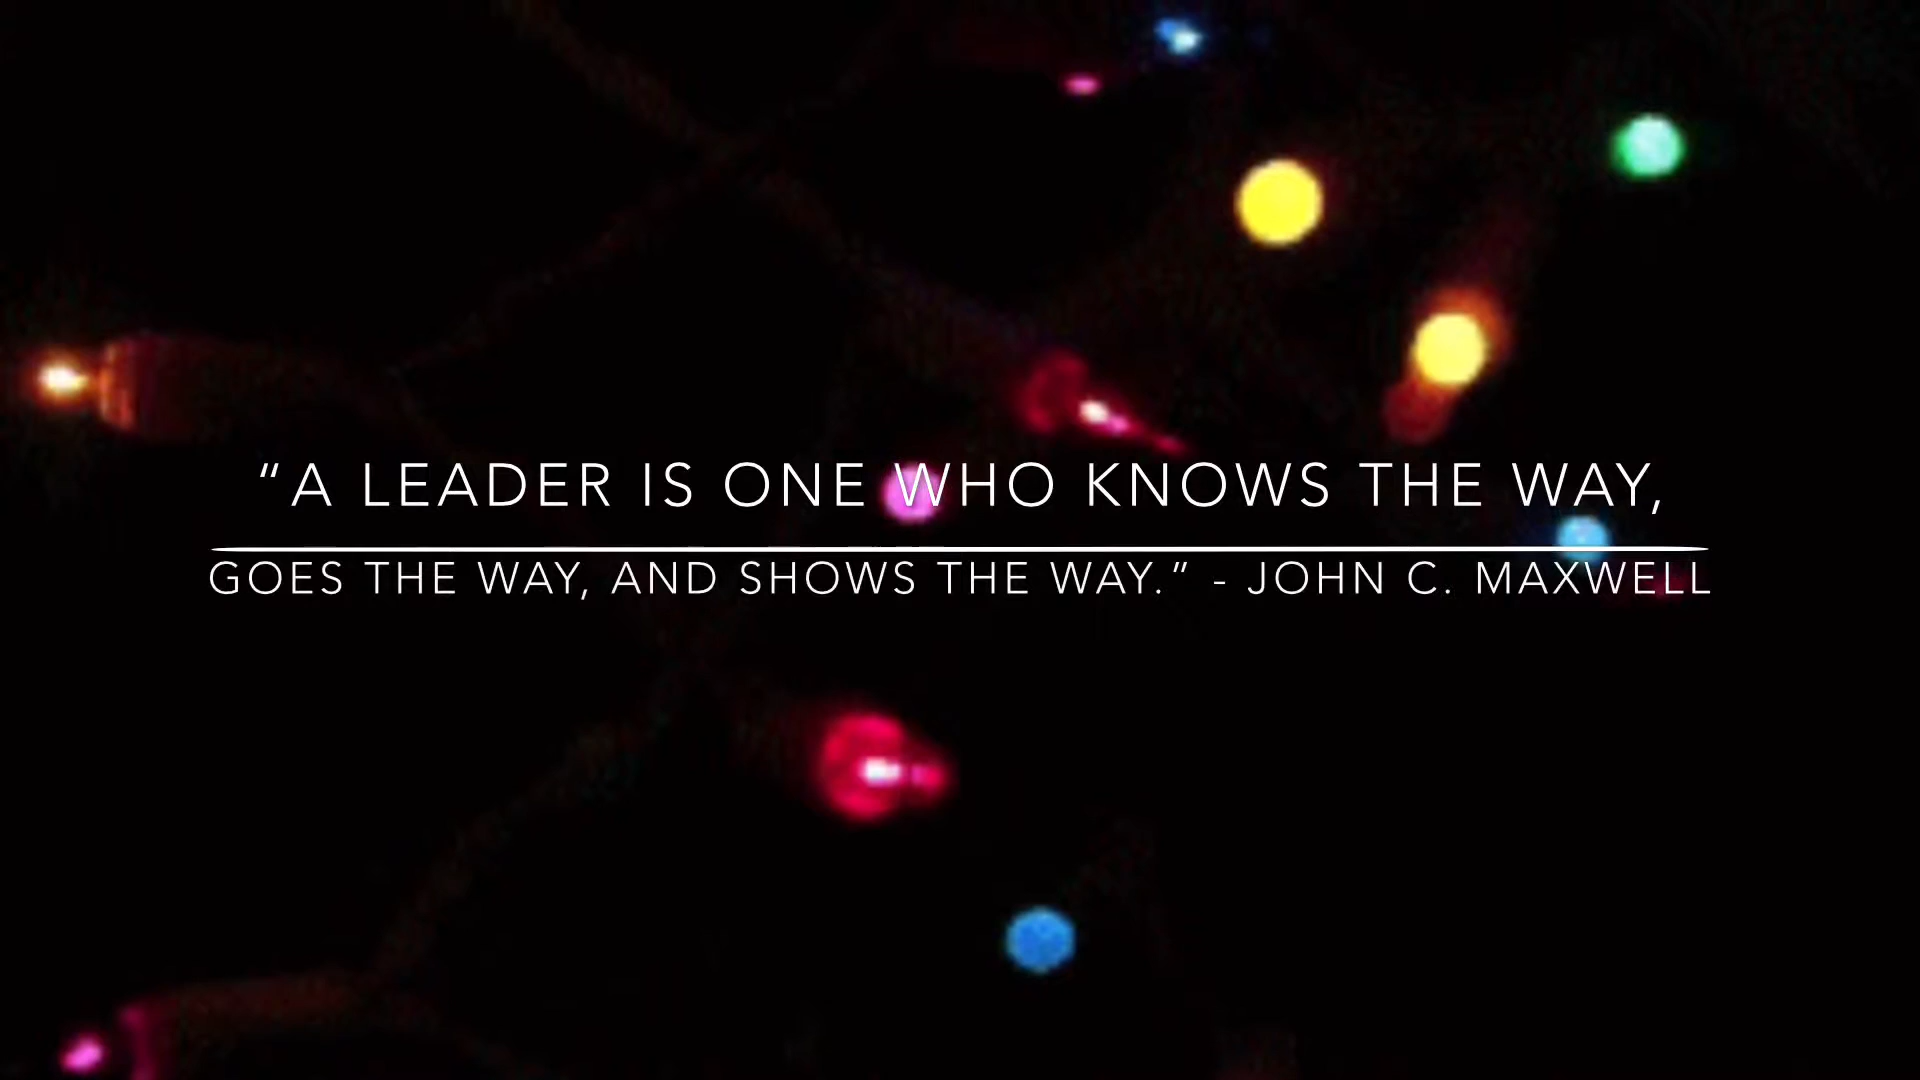 “A LEADER IS ONE WHO KNOWS THE WAY,
GOES THE WAY, AND SHOWS THE WAY.” - JOHN C. MAXWELL